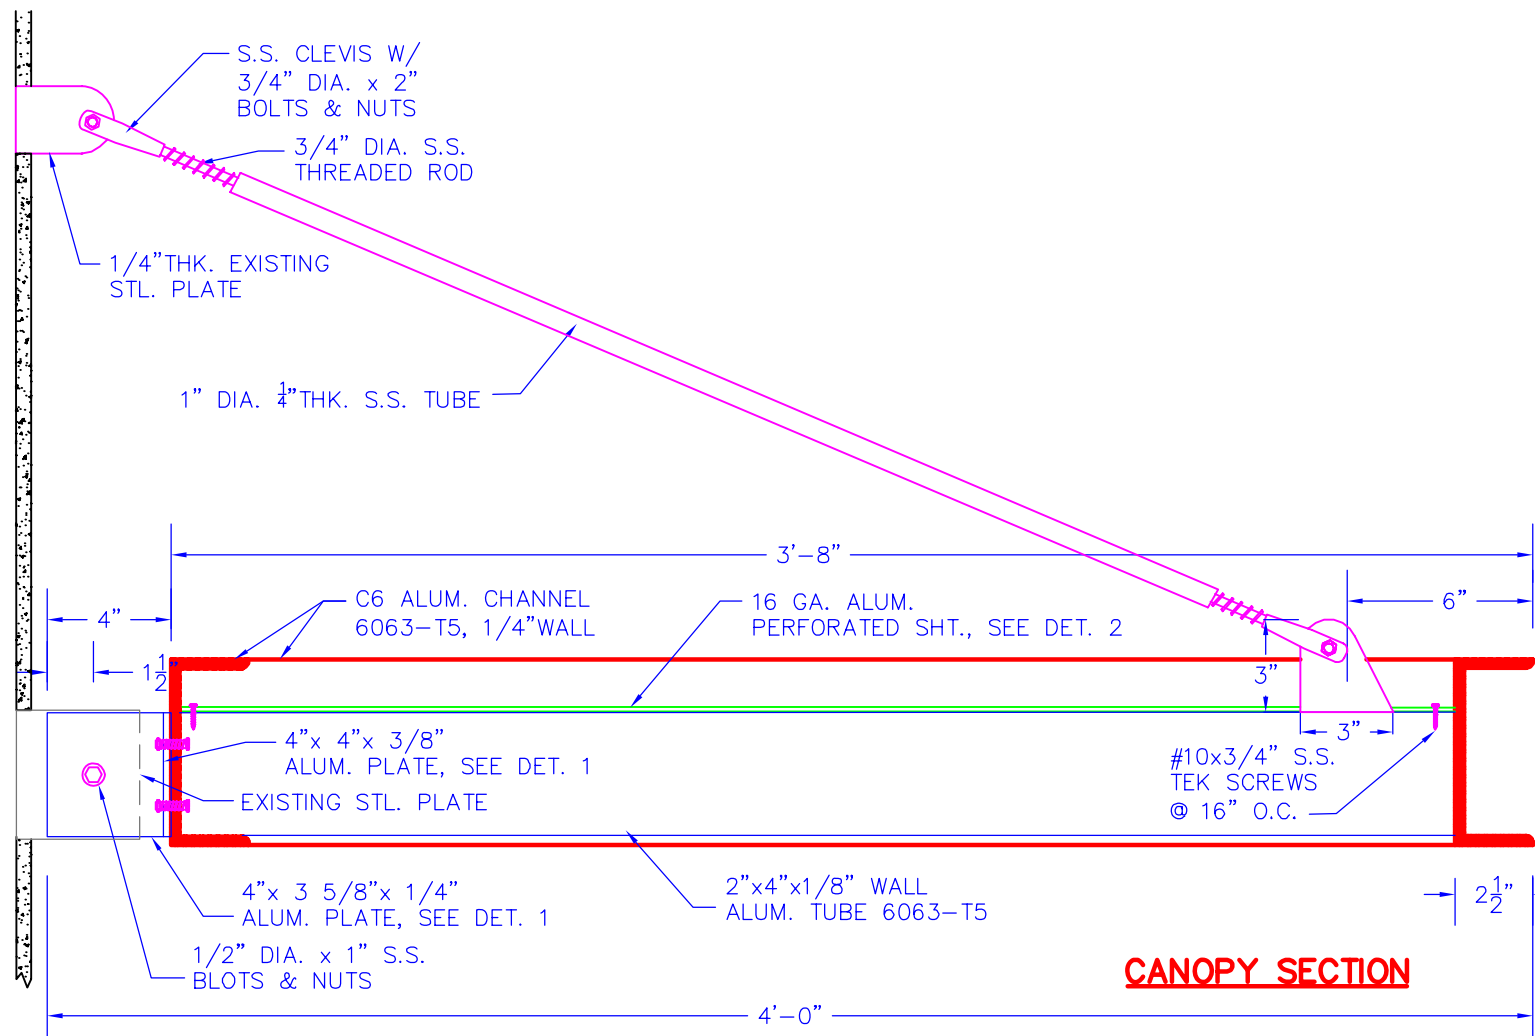 S.S. CLEVIS W/
3/4" DIA. x 2"
BOLTS & NUTS
3/4" DIA. S.S.
THREADED ROD
1/4"THK. EXISTING
STL. PLATE
1" DIA. 1/4"THK. S.S. TUBE
3'-8"
4"
C6 ALUM. CHANNEL
6063-T5, 1/4"WALL
16 GA. ALUM.
PERFORATED SHT., SEE DET. 2
6"
1 1/2"
3"
3"
4"x 4"x 3/8"
ALUM. PLATE, SEE DET. 1
EXISTING STL. PLATE
#10x3/4" S.S.
TEK SCREWS
@ 16" O.C.
4"x 3 5/8"x 1/4"
ALUM. PLATE, SEE DET. 1
2"x4"x1/8" WALL
ALUM. TUBE 6063-T5
2 1/2"
1/2" DIA. x 1" S.S.
BLOTS & NUTS
CANOPY SECTION
4'-0"